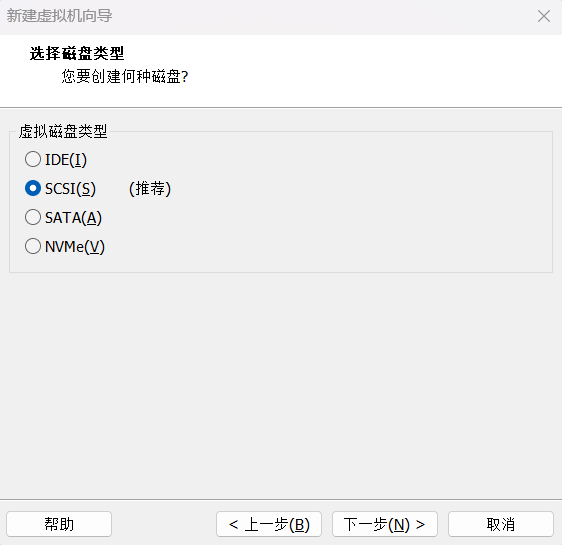 新建虚拟机向导
选择磁盘类型
您要创建何种磁盘?
虚拟磁盘类型
IDE(I)
SCSI(S) (推荐)
SATA(A)
NVMe(V)
帮助 < 上一步(B) 下一步(N) > 取消